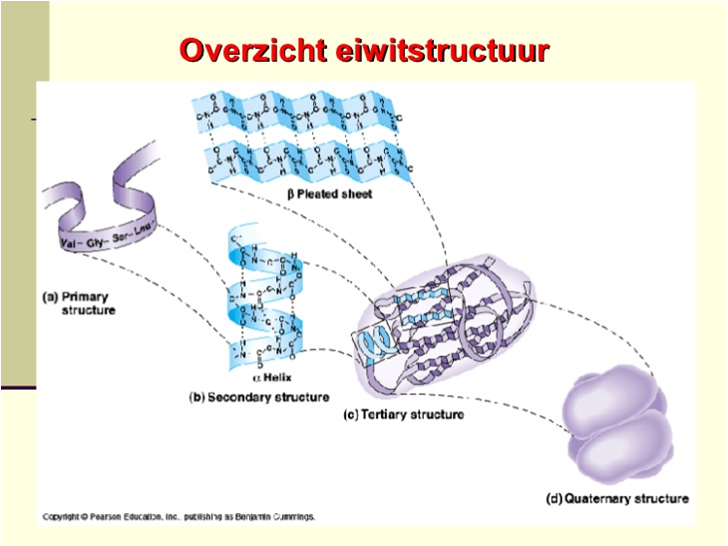 Overzicht eiwitstructuur
β Pleated sheet
Val– Gly– Ser– Leu–
(a) Primary
structure
α Helix
(b) Secondary structure
(c) Tertiary structure
(d) Quaternary structure
Copyright © Pearson Education, Inc., publishing as Benjamin Cummings.